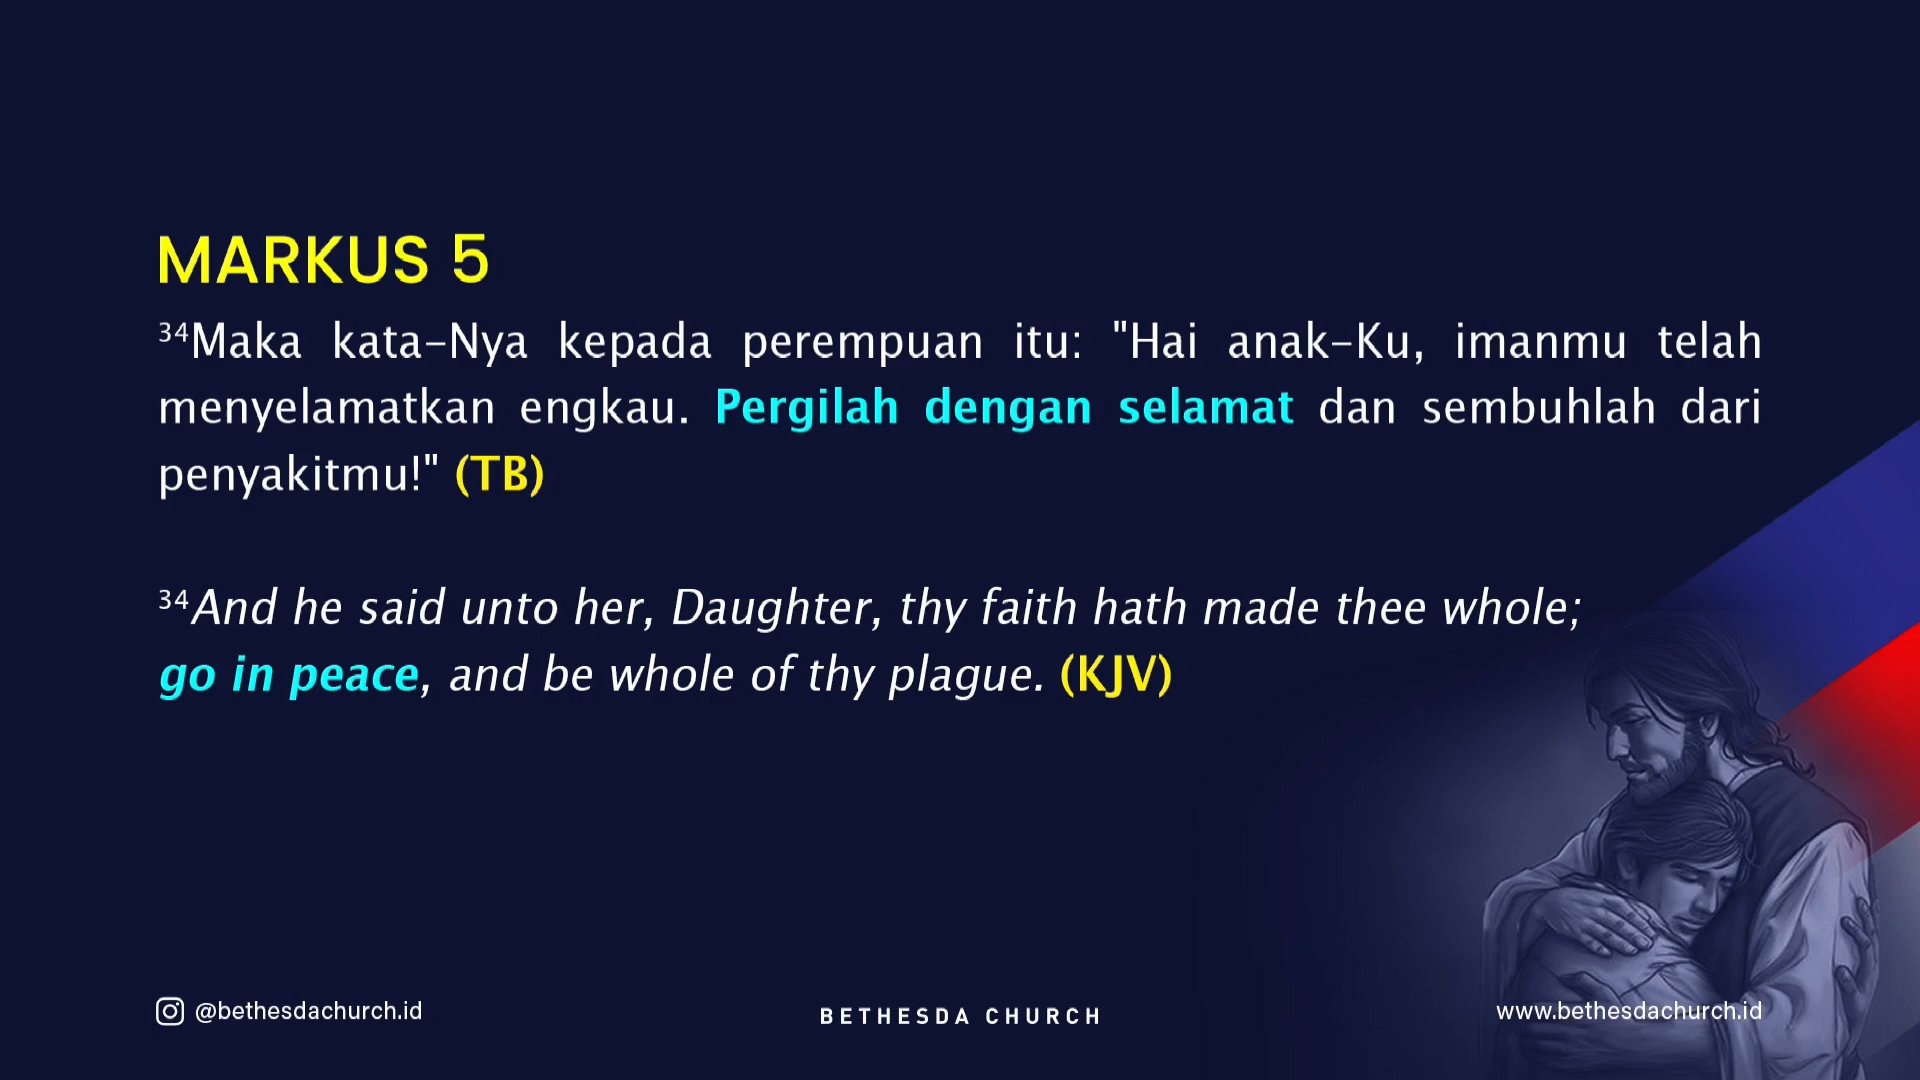 MARKUS 5
³⁴Maka kata-Nya kepada perempuan itu: "Hai anak-Ku, imanmu telah
menyelamatkan engkau. Pergilah dengan selamat dan sembuhlah dari
penyakitmu!" (TB)
³⁴And he said unto her, Daughter, thy faith hath made thee whole;
go in peace, and be whole of thy plague. (KJV)
@bethesdachurch.id
BETHESDA CHURCH
www.bethesdachurch.id